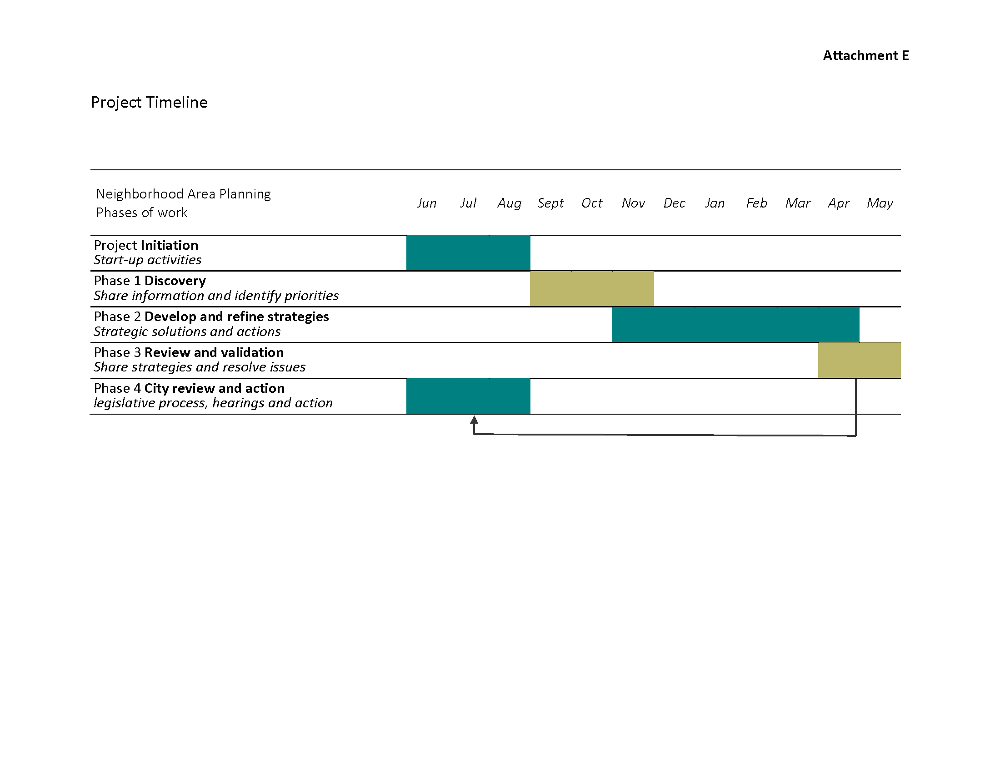 Attachment E
Project Timeline
Neighborhood Area Planning
Phases of work
Jun Jul Aug Sept Oct Nov Dec Jan Feb Mar Apr May
Project Initiation
Start-up activities
Phase 1 Discovery
Share information and identify priorities
Phase 2 Develop and refine strategies
Strategic solutions and actions
Phase 3 Review and validation
Share strategies and resolve issues
Phase 4 City review and action
legislative process, hearings and action